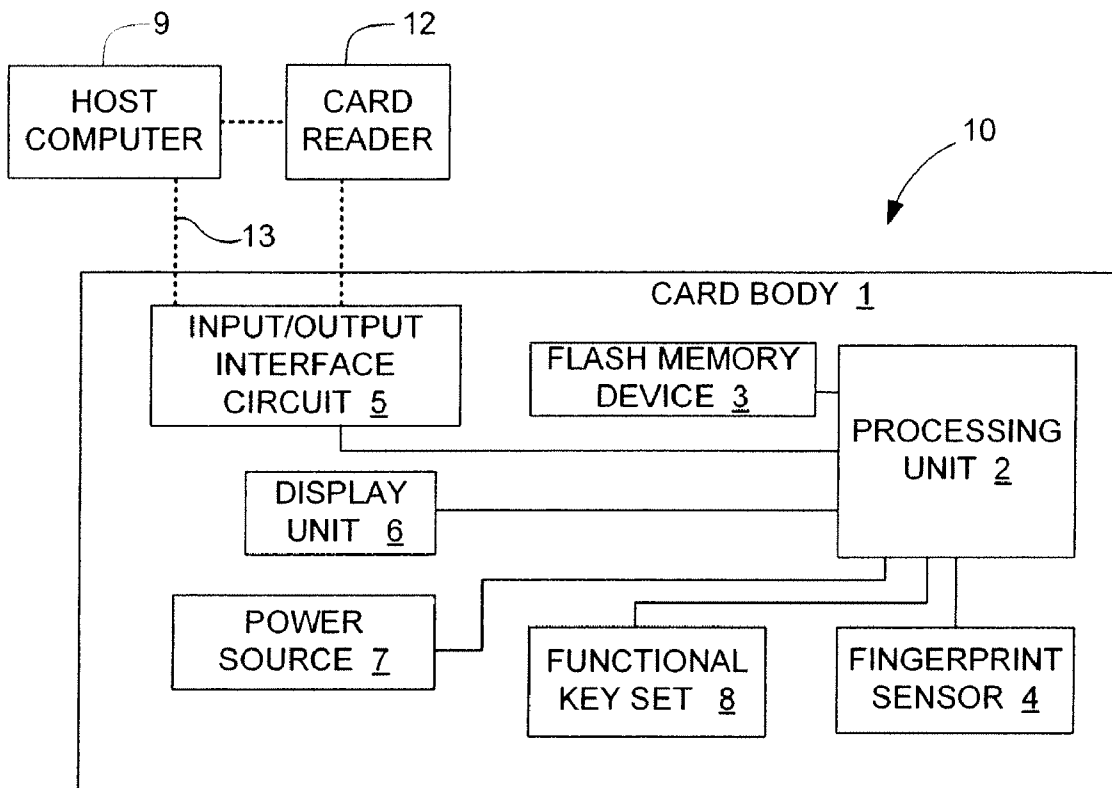 9
12
HOST
COMPUTER
CARD
READER
10
13
CARD BODY 1
INPUT/OUTPUT
INTERFACE
CIRCUIT 5
FLASH MEMORY
DEVICE 3
PROCESSING
UNIT 2
DISPLAY
UNIT 6
POWER
SOURCE 7
FUNCTIONAL
KEY SET 8
FINGERPRINT
SENSOR 4